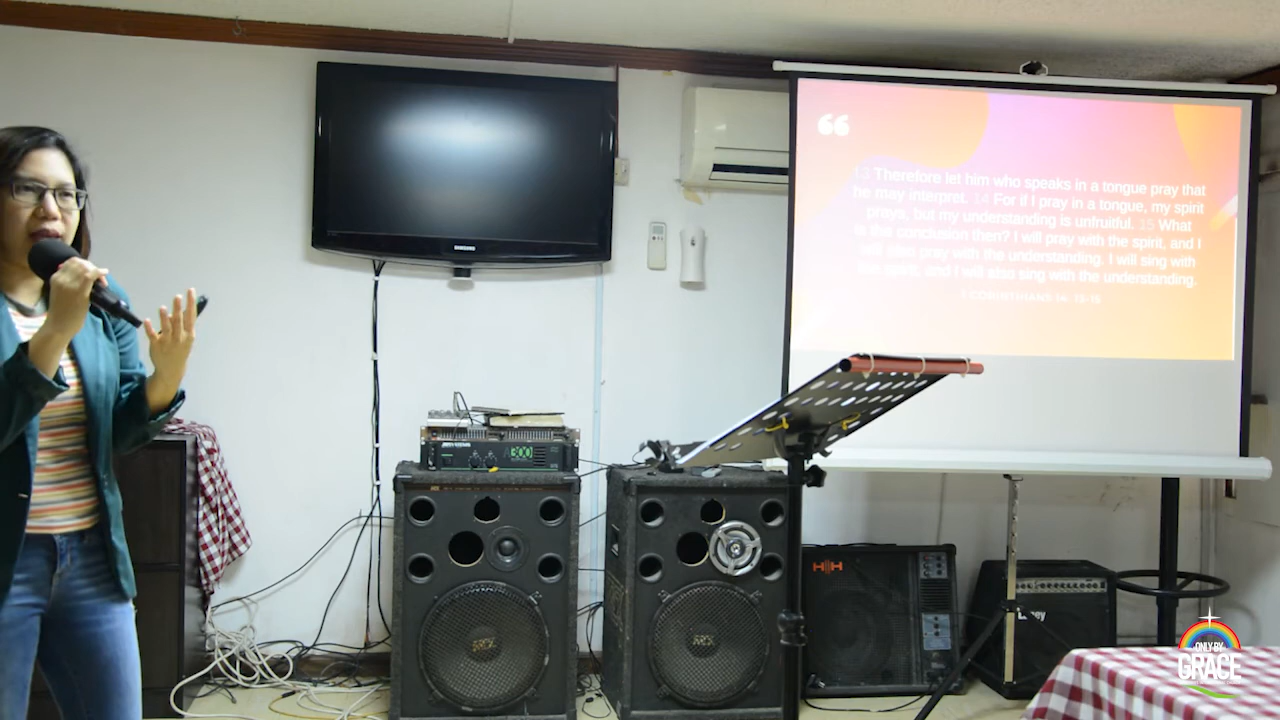 SAMSUNG
❝
13 Therefore let him who speaks in a tongue pray that
he may interpret. 14 For if I pray in a tongue, my spirit
prays, but my understanding is unfruitful. 15 What
is the conclusion then? I will pray with the spirit, and I
will also pray with the understanding. I will sing with
the spirit, and I will also sing with the understanding.
1 CORINTHIANS 14: 13-15
300
H H
ONLY BY
GRACE